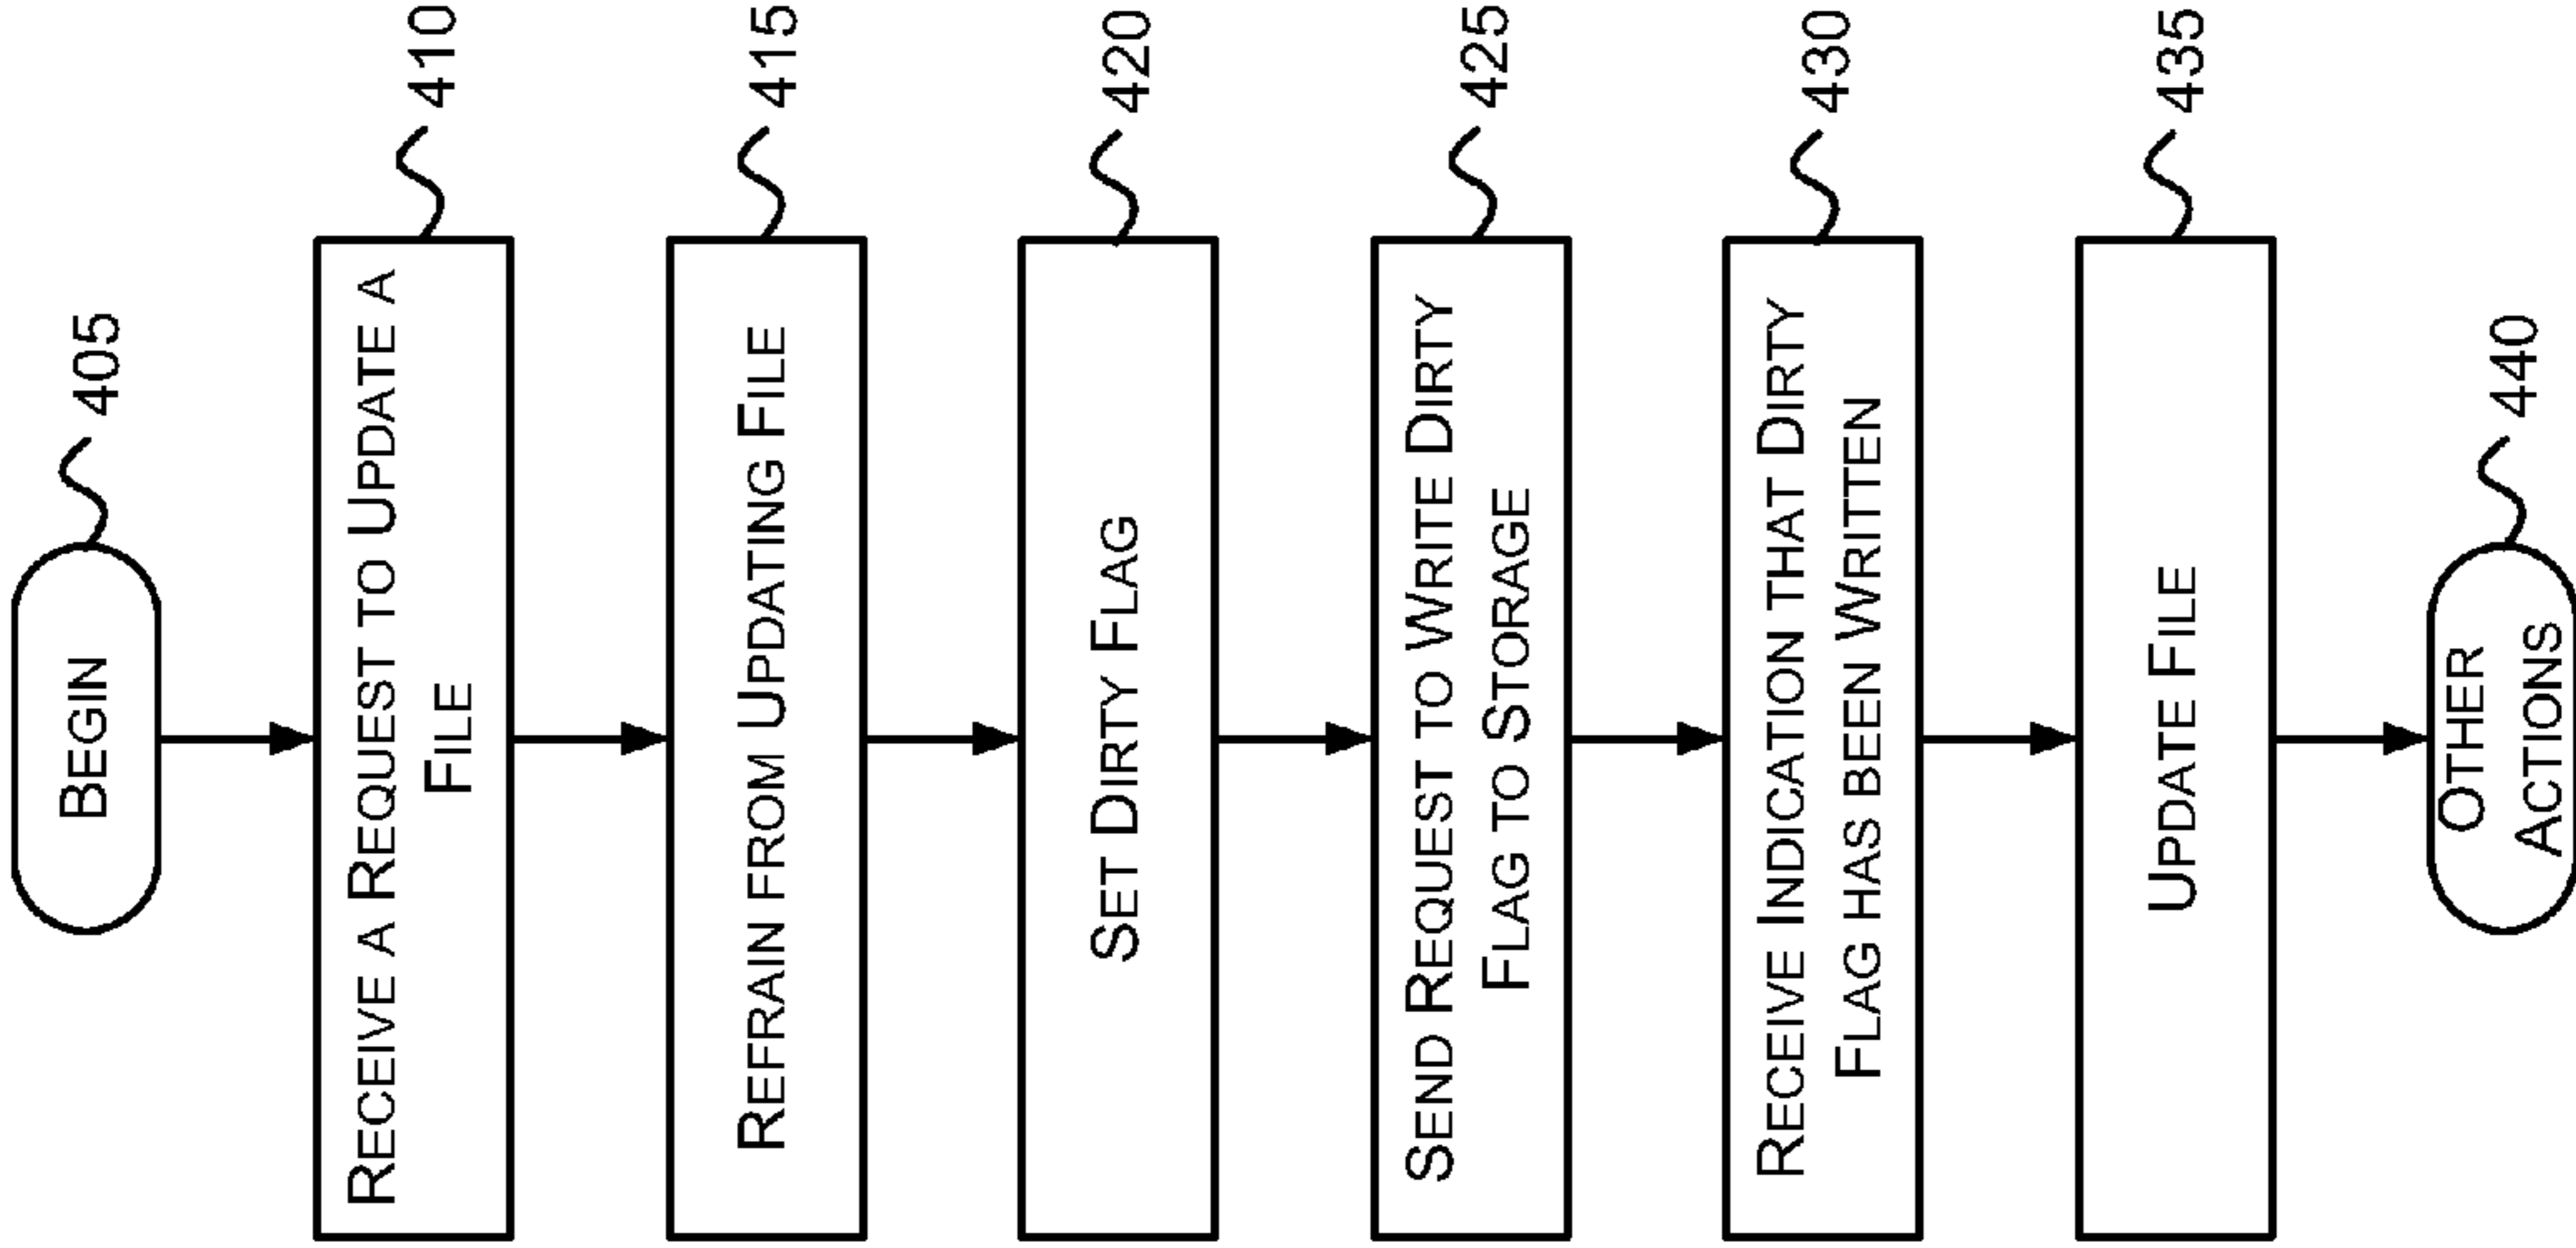 BEGIN
405
RECEIVE A REQUEST TO UPDATE A
FILE
410
REFRAIN FROM UPDATING FILE
415
SET DIRTY FLAG
420
SEND REQUEST TO WRITE DIRTY
FLAG TO STORAGE
425
RECEIVE INDICATION THAT DIRTY
FLAG HAS BEEN WRITTEN
430
UPDATE FILE
435
OTHER
ACTIONS
440